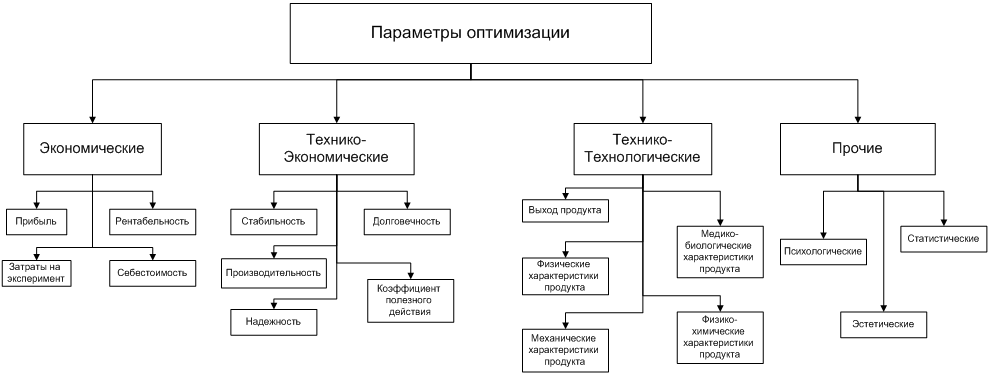 Параметры оптимизации
Экономические
Технико-
Экономические
Технико-
Технологические
Прочие
Прибыль
Рентабельность
Затраты на
эксперимент
Себестоимость
Стабильность
Долговечность
Производительность
Коэффициент
полезного
действия
Надежность
Выход продукта
Медико-
биологические
характеристики
продукта
Физические
характеристики
продукта
Механические
характеристики
продукта
Физико-
химические
характеристики
продукта
Психологические
Статистические
Эстетические